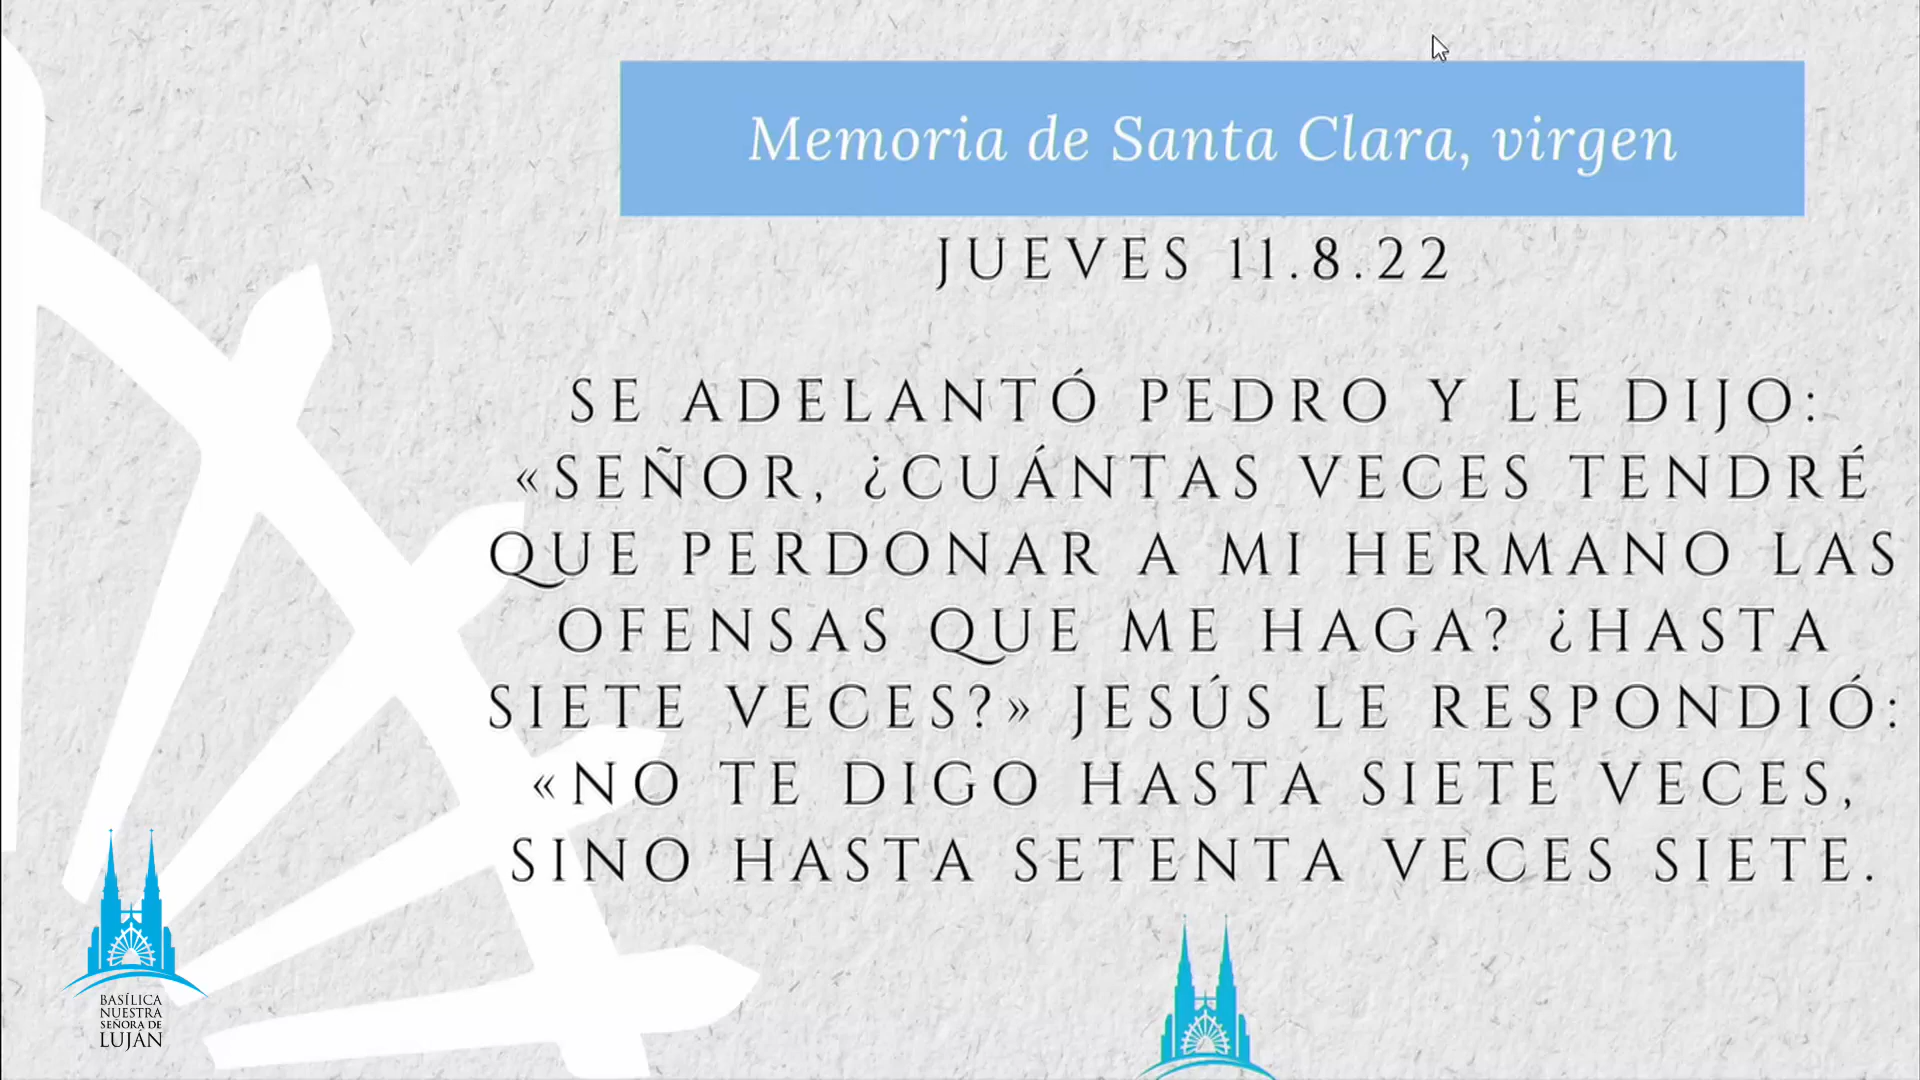 Memoria de Santa Clara, virgen
JUEVES 11.8.22
SE ADELANTÓ PEDRO Y LE DIJO:
«SEÑOR, ¿CUÁNTAS VECES TENDRÉ
QUE PERDONAR A MI HERMANO LAS
OFENSAS QUE ME HAGA? ¿HASTA
SIETE VECES?» JESÚS LE RESPONDIÓ:
«NO TE DIGO HASTA SIETE VECES,
SINO HASTA SETENTA VECES SIETE.
BASÍLICA
NUESTRA
SEÑORA DE
LUJÁN